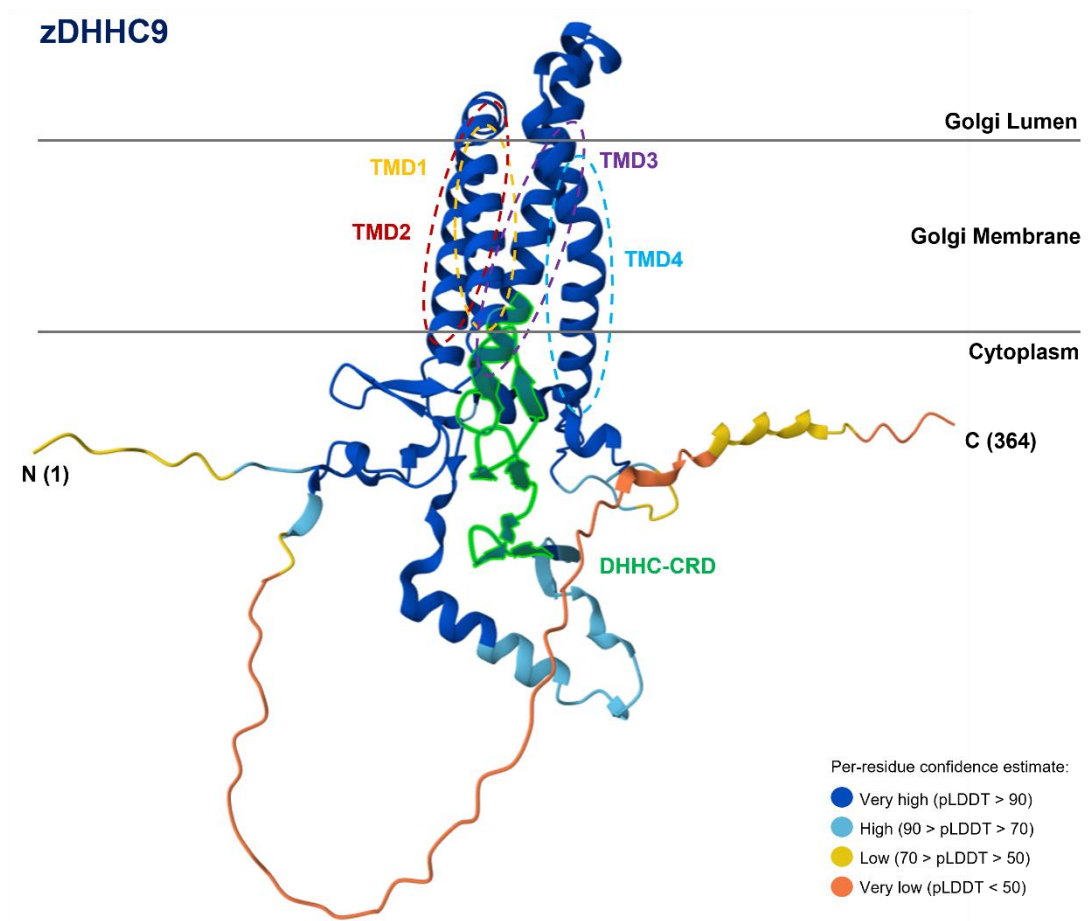 zDHHC9
Golgi Lumen
TMD1
TMD3
TMD2
Golgi Membrane
TMD4
Cytoplasm
C (364)
N (1)
DHHC-CRD
Per-residue confidence estimate:
Very high (pLDDT > 90)
High (90 > pLDDT > 70)
Low (70 > pLDDT > 50)
Very low (pLDDT < 50)